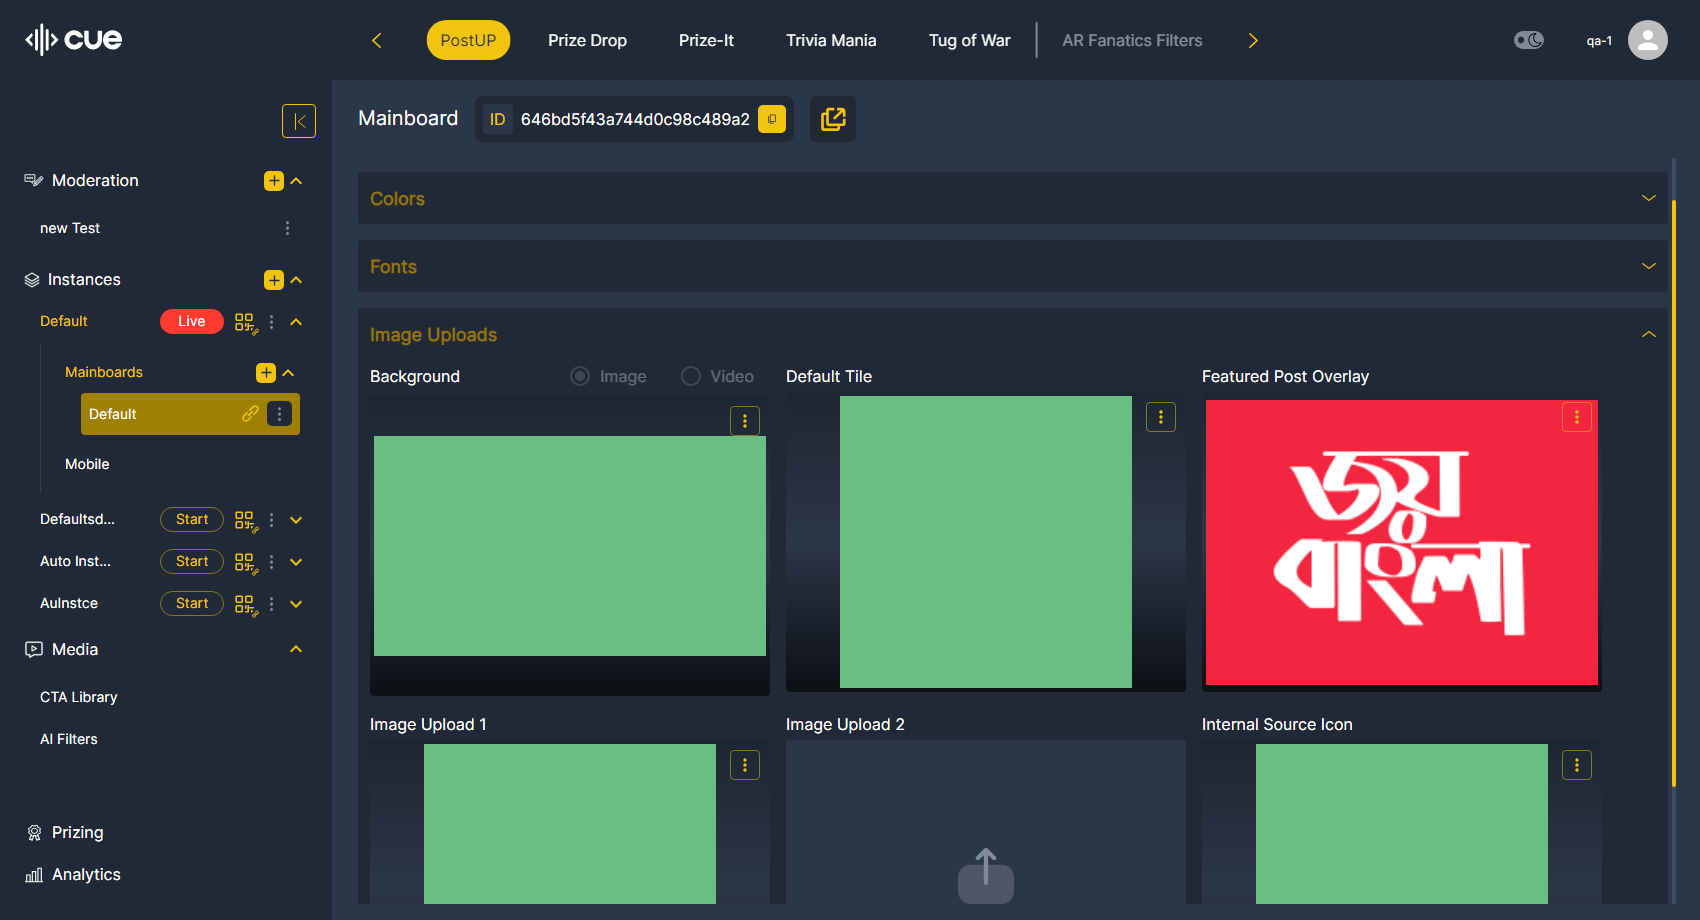 cue
PostUP
Prize Drop
Prize-It
Trivia Mania
Tug of War
AR Fanatics Filters
qa-1
Mainboard
ID
646bd5f43a744d0c98c489a2
Moderation
new Test
Instances
Default
Live
Mainboards
Default
Mobile
Defaultsd...
Start
Auto Inst...
Start
AuInstce
Start
Media
CTA Library
AI Filters
Prizing
Analytics
Colors
Fonts
Image Uploads
Background
Image
Video
Default Tile
Featured Post Overlay
জয়
বাংলা
Image Upload 1
Image Upload 2
Internal Source Icon